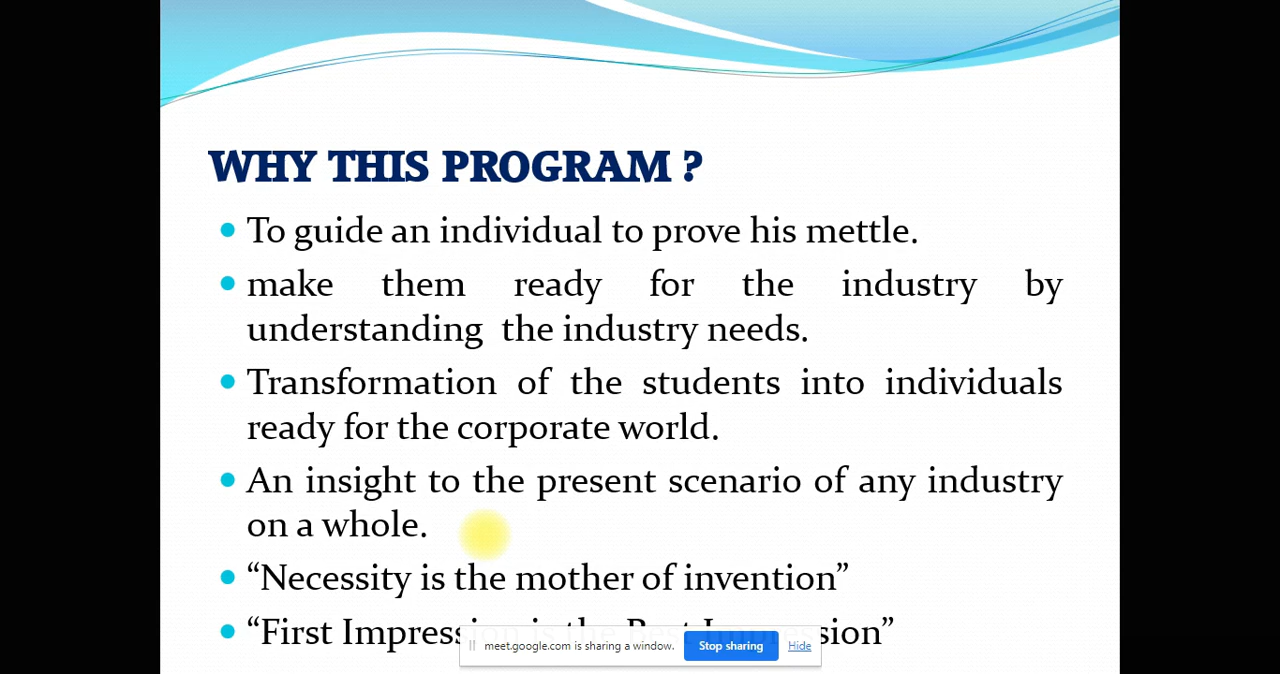 WHY THIS PROGRAM ?
To guide an individual to prove his mettle.
make them ready for the industry by
understanding the industry needs.
Transformation of the students into individuals
ready for the corporate world.
An insight to the present scenario of any industry
on a whole.
“Necessity is the mother of invention”
“First Impression is the Best Impression”
meet.google.com is sharing a window. Stop sharing Hide